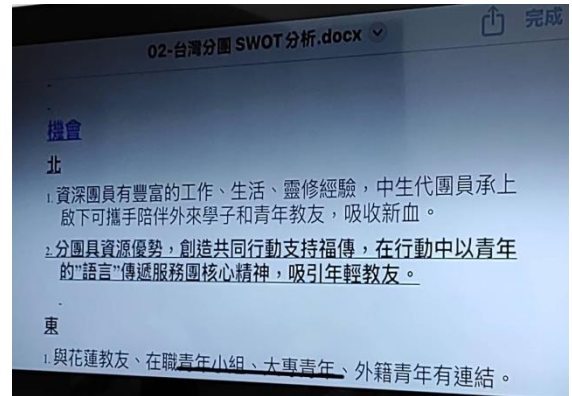 02-台灣分團 SWOT分析.docx
完成
機會
北
1. 資深團員有豐富的工作、生活、靈修經驗，中生代團員承上
啟下可攜手陪伴外來學子和青年教友，吸收新血。
2. 分團具資源優勢，創造共同行動支持福傳，在行動中以青年
的”語言”傳遞服務團核心精神，吸引年輕教友。
東
1. 與花蓮教友、在職青年小組、大專青年、外籍青年有連結。